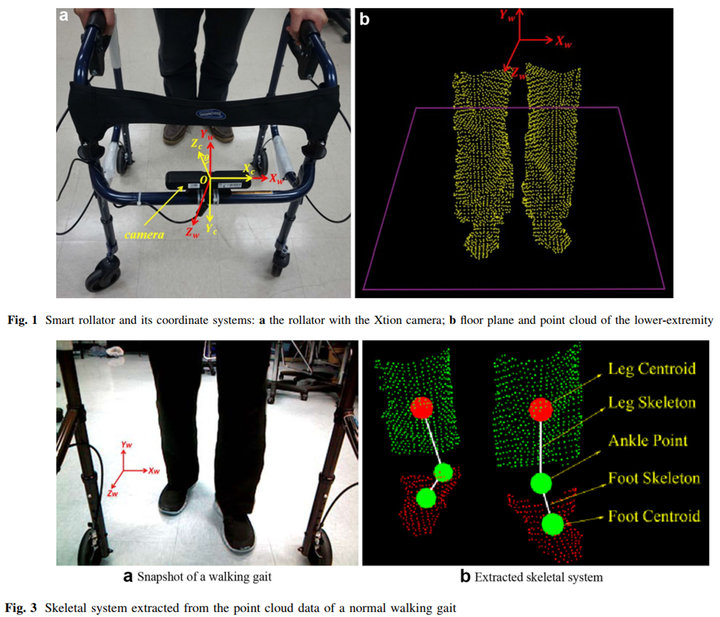 a
Y_w
Z_c
θ
O
X_c
X_w
camera
Z_w
Y_c
b
Y_w
X_w
Z_w
Fig. 1 Smart rollator and its coordinate systems: a the rollator with the Xtion camera; b floor plane and point cloud of the lower-extremity
Yw
Xw
Zw
Leg Centroid
Leg Skeleton
Ankle Point
Foot Skeleton
Foot Centroid
a Snapshot of a walking gait
b Extracted skeletal system
Fig. 3 Skeletal system extracted from the point cloud data of a normal walking gait